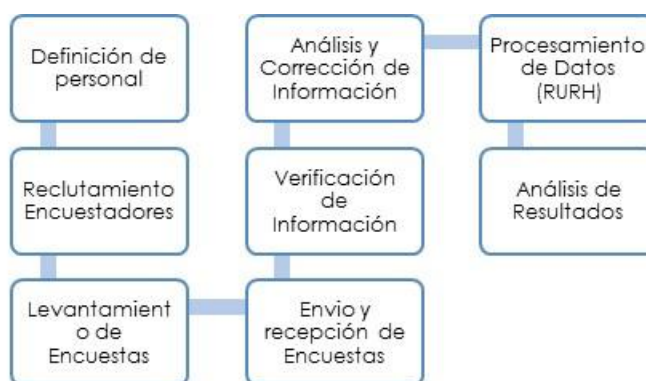 Definición de
personal
Reclutamiento
Encuestadores
Levantamient
o de
Encuestas
Envio y
recepción de
Encuestas
Verificación
de
Información
Análisis y
Corrección de
Información
Procesamiento
de Datos
(RURH)
Análisis de
Resultados